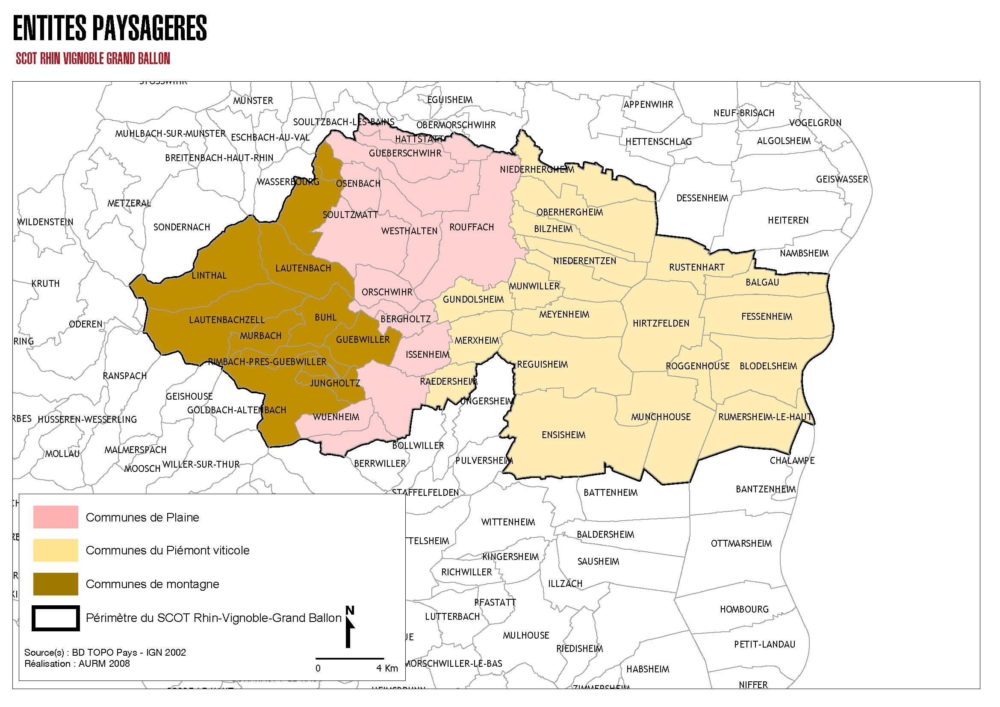 ENTITES PAYSAGERES
SCOT RHIN VIGNOBLE GRAND BALLON
MUNSTER
EGUISHEIM
APPENWIHR
NEUF-BRISACH
SOULTZBACH-LES-BAINS
OBERMORSCHWIHR
VOGELGRUN
MUHLBACH-SUR-MUNSTER
ESCHBACH-AU-VAL
HATTSTATT
HETTENSCHLAG
ALGOLSHEIM
BREITENBACH-HAUT-RHIN
GUEBERSCHWIHR
NIEDERHERGHEIM
WASSERBOURG
OSENBACH
GEISWASSER
METZERAL
DESSENHEIM
WILDENSTEIN
SOULTZMATT
OBERHERGHEIM
HEITEREN
SONDERNACH
WESTHALTEN
ROUFFACH
BILZHEIM
NAMBSHEIM
LINTHAL
LAUTENBACH
NIEDERENTZEN
RUSTENHART
KRUTH
ORSCHWIHR
MUNWILLER
BALGAU
GUNDOLSHEIM
ODEREN
LAUTENBACHZELL
BUHL
BERGHOLTZ
MEYENHEIM
HIRTZFELDEN
FESSENHEIM
RING
MURBACH
GUEBWILLER
MERXHEIM
RIMBACH-PRES-GUEBWILLER
ISSENHEIM
REGUISHEIM
ROGGENHOUSE
BLODELSHEIM
RANSPACH
JUNGHOLTZ
RAEDERSHEIM
GEISHOUSE
UNGERSHEIM
GOLDBACH-ALTENBACH
RBES
HUSSEREN-WESSERLING
WUENHEIM
MUNCHHOUSE
RUMERSHEIM-LE-HAUT
ENSISHEIM
MOLLAU
MALMERSPACH
BOLLWILLER
MOOSCH
WILLER-SUR-THUR
BERRWILLER
PULVERSHEIM
CHALAMPE
STAFFELFELDEN
BATTENHEIM
BANTZENHEIM
WITTENHEIM
BALDERSHEIM
TTELSHEIM
OTTMARSHEIM
KINGERSHEIM
SAUSHEIM
RICHWILLER
ILLZACH
PFASTATT
HOMBOURG
LUTTERBACH
MULHOUSE
PETIT-LANDAU
RIEDISHEIM
MORSCHWILLER-LE-BAS
HABSHEIM
NIFFER
ZIMMERSHEIM
Communes de Plaine
Communes du Piémont viticole
Communes de montagne
Périmètre du SCOT Rhin-Vignoble-Grand Ballon
N
Source(s) : BD TOPO Pays - IGN 2002
Réalisation : AURM 2008
0 4 Km